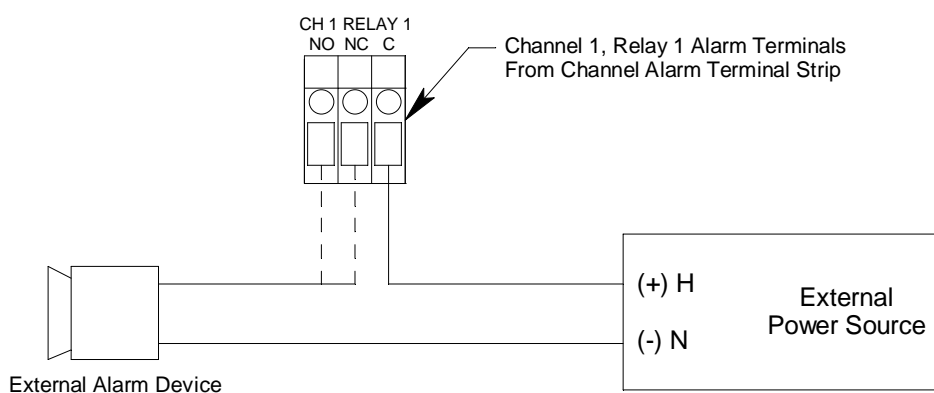 CH 1 RELAY 1
NO NC C
Channel 1, Relay 1 Alarm Terminals
From Channel Alarm Terminal Strip
(+) H
External
Power Source
(-) N
External Alarm Device